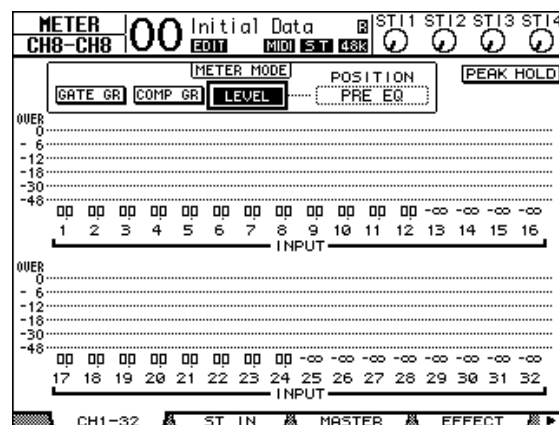 METER
CH8-CH8
00
Initial Data
EDIT
MIDI
ST
48K
STI1 STI2 STI3 STI4
METER MODE
POSITION
PEAK HOLD
GATE GR
COMP GR
LEVEL
PRE EQ
OVER
0
- 6
-12
-18
-30
-48
00 00 00 00 00 00 00 00 00 00 00 00 -∞ -∞ -∞ -∞
1 2 3 4 5 6 7 8 9 10 11 12 13 14 15 16
INPUT
OVER
0
- 6
-12
-18
-30
-48
00 00 00 00 00 00 00 00 -∞ -∞ -∞ -∞ -∞ -∞ -∞ -∞
17 18 19 20 21 22 23 24 25 26 27 28 29 30 31 32
INPUT
CH1-32
ST IN
MASTER
EFFECT